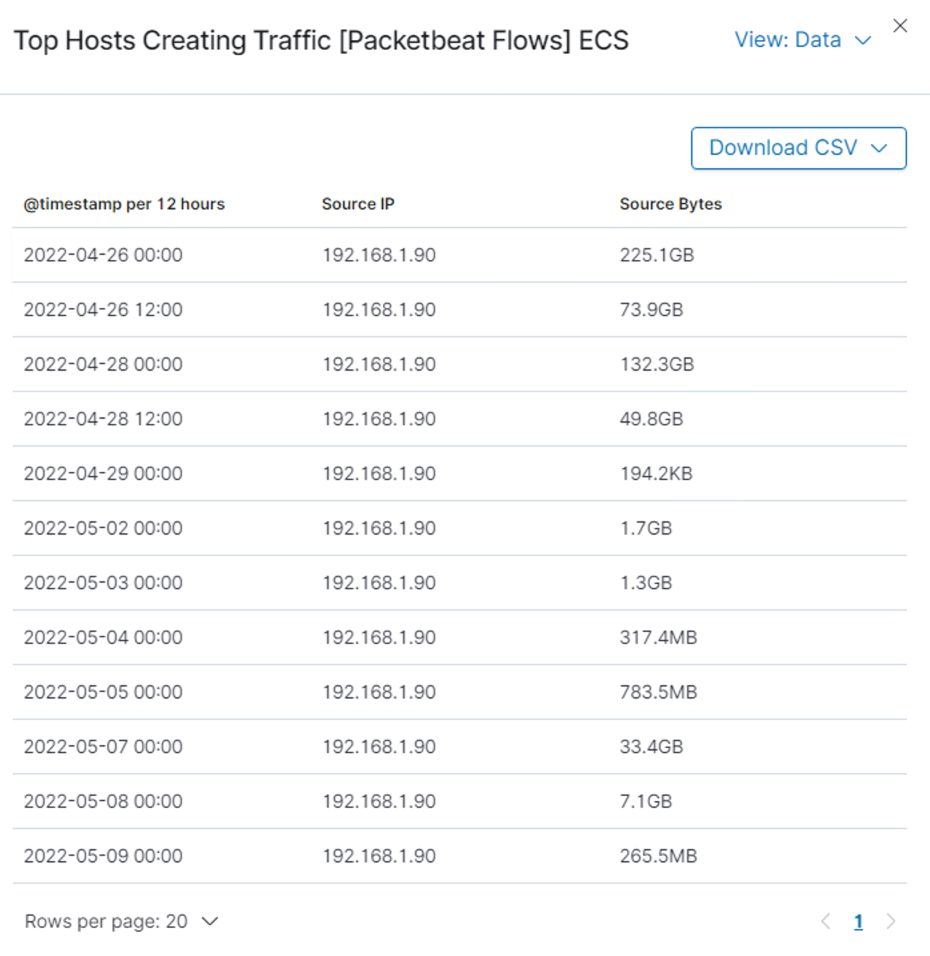 Top Hosts Creating Traffic [Packetbeat Flows] ECS View: Data
Download CSV
@timestamp per 12 hours Source IP Source Bytes
2022-04-26 00:00 192.168.1.90 225.1GB
2022-04-26 12:00 192.168.1.90 73.9GB
2022-04-28 00:00 192.168.1.90 132.3GB
2022-04-28 12:00 192.168.1.90 49.8GB
2022-04-29 00:00 192.168.1.90 194.2KB
2022-05-02 00:00 192.168.1.90 1.7GB
2022-05-03 00:00 192.168.1.90 1.3GB
2022-05-04 00:00 192.168.1.90 317.4MB
2022-05-05 00:00 192.168.1.90 783.5MB
2022-05-07 00:00 192.168.1.90 33.4GB
2022-05-08 00:00 192.168.1.90 7.1GB
2022-05-09 00:00 192.168.1.90 265.5MB
Rows per page: 20 1